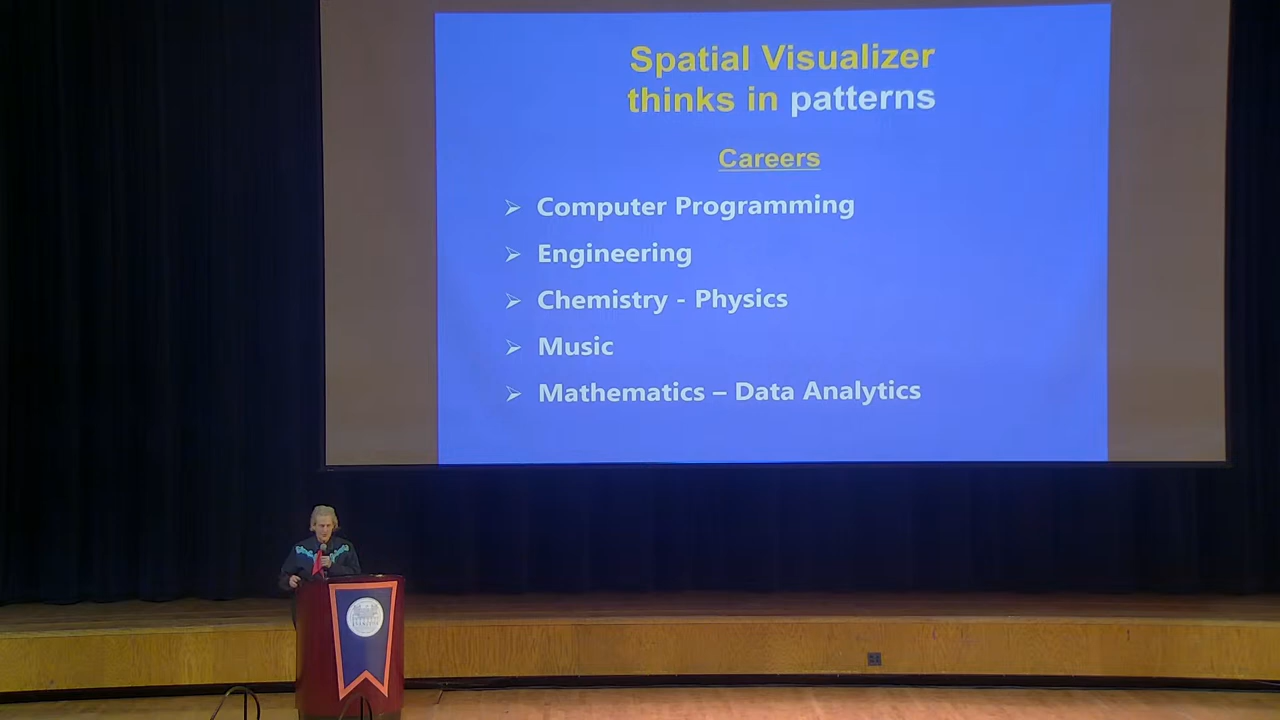 Spatial Visualizer
thinks in patterns
Careers
➢ Computer Programming
➢ Engineering
➢ Chemistry - Physics
➢ Music
➢ Mathematics – Data Analytics